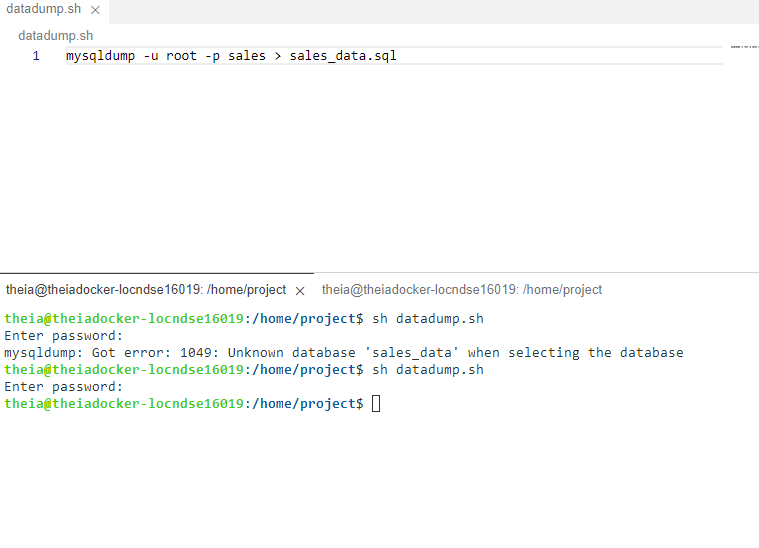 datadump.sh ×
datadump.sh
1 mysqldump -u root -p sales > sales_data.sql
theia@theiadocker-locndse16019: /home/project × theia@theiadocker-locndse16019: /home/project
theia@theiadocker-locndse16019:/home/project$ sh datadump.sh
Enter password:
mysqldump: Got error: 1049: Unknown database 'sales_data' when selecting the database
theia@theiadocker-locndse16019:/home/project$ sh datadump.sh
Enter password:
theia@theiadocker-locndse16019:/home/project$